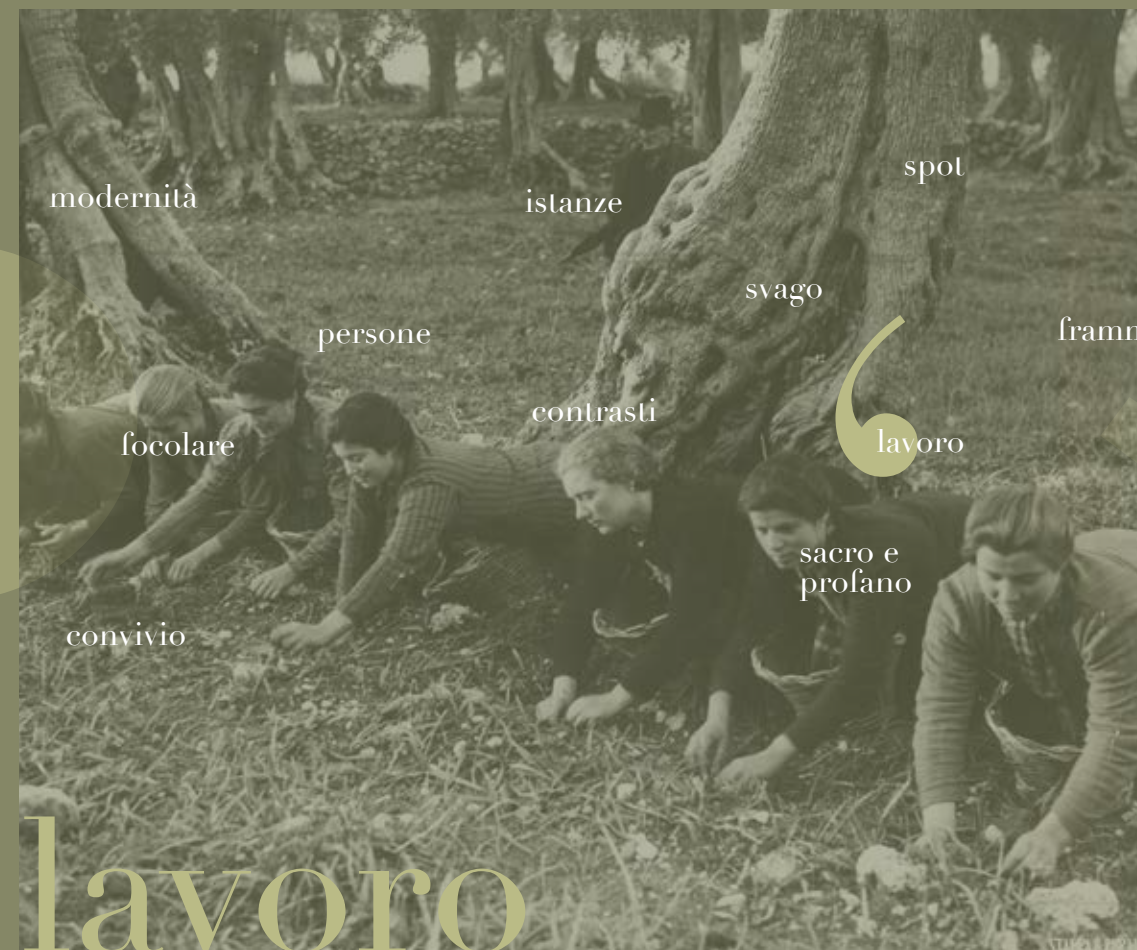 spot
modernità
istanze
svago
persone
contrasti
focolare
lavoro
sacro e
profano
convivio
lavoro